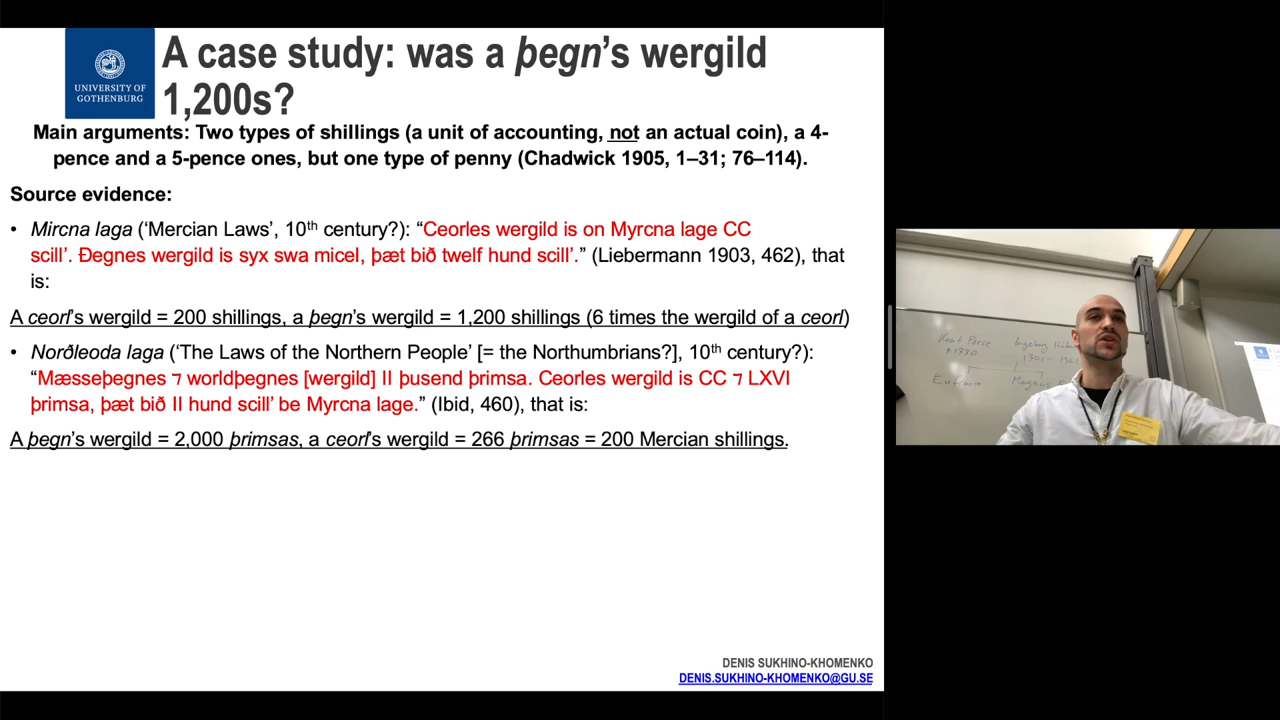 UNIVERSITY OF
GOTHENBURG
A case study: was a þegn’s wergild
1,200s?
Main arguments: Two types of shillings (a unit of accounting, not an actual coin), a 4-
pence and a 5-pence ones, but one type of penny (Chadwick 1905, 1–31; 76–114).
Source evidence:
• Mircna laga (‘Mercian Laws’, 10th century?): “Ceorles wergild is on Myrcna lage CC
scill’. Ðegnes wergild is syx swa micel, þæt bið twelf hund scill’.” (Liebermann 1903, 462), that
is:
A ceorl’s wergild = 200 shillings, a þegn’s wergild = 1,200 shillings (6 times the wergild of a ceorl)
• Norðleoda laga (‘The Laws of the Northern People’ [= the Northumbrians?], 10th century?):
“Mæsseþegnes ⁊ worldþegnes [wergild] II þusend þrimsa. Ceorles wergild is CC ⁊ LXVI
þrimsa, þæt bið II hund scill’ be Myrcna lage.” (Ibid, 460), that is:
A þegn’s wergild = 2,000 þrimsas, a ceorl’s wergild = 266 þrimsas = 200 Mercian shillings.
DENIS SUKHINO-KHOMENKO
DENIS.SUKHINO-KHOMENKO@GU.SE
Knut Porse
Ingeborg
Magnus